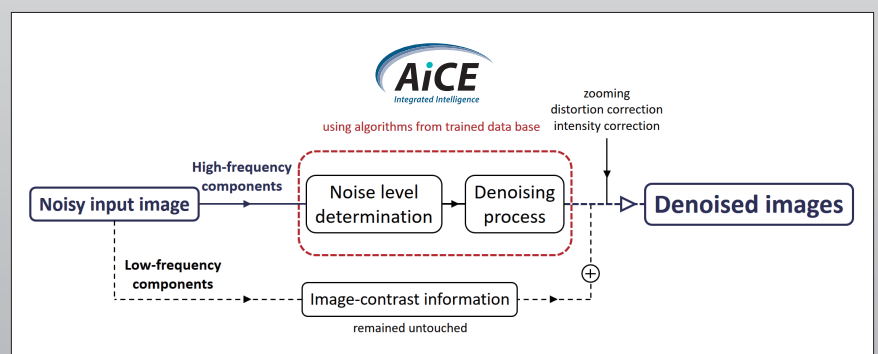 AiCE
Integrated Intelligence
using algorithms from trained data base
zooming
distortion correction
intensity correction
High-frequency
components
Noisy input image
Noise level
determination
Denoising
process
Denoised images
Low-frequency
components
+
Image-contrast information
remained untouched